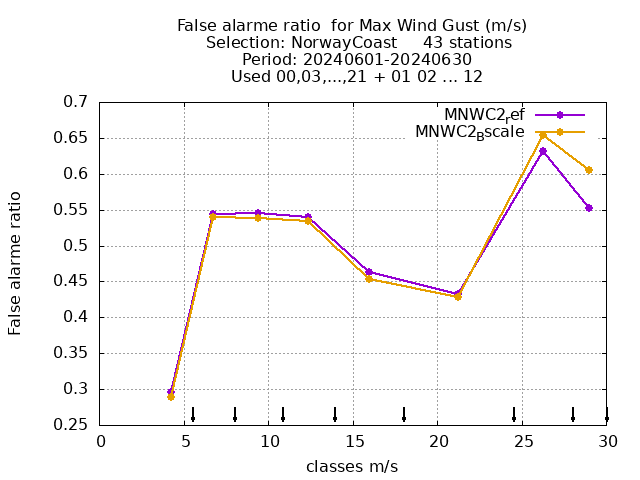 False alarme ratio  for Max Wind Gust (m/s)
Selection: NorwayCoast     43 stations
Period: 20240601-20240630
Used 00,03,...,21 + 01 02 ... 12
MNWC2ref
MNWC2Bscale
0.7
0.65
0.6
0.55
0.5
0.45
0.4
0.35
0.3
0.25
False alarme ratio
0 5 10 15 20 25 30
classes m/s